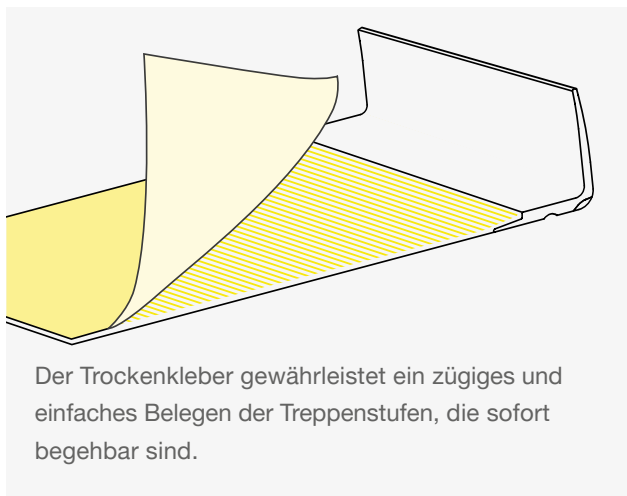 Der Trockenkleber gewährleistet ein zügiges und
einfaches Belegen der Treppenstufen, die sofort
begehbar sind.